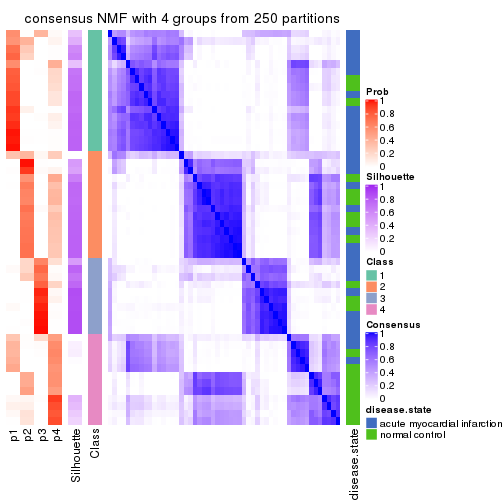 consensus NMF with 4 groups from 250 partitions
Prob
1
0.8
0.6
0.4
0.2
0
Silhouette
1
0.8
0.6
0.4
0.2
0
Class
1
2
3
4
Consensus
1
0.8
0.6
0.4
0.2
0
disease.state
acute myocardial infarction
normal control
p1
p2
p3
p4
Silhouette
Class
disease.state